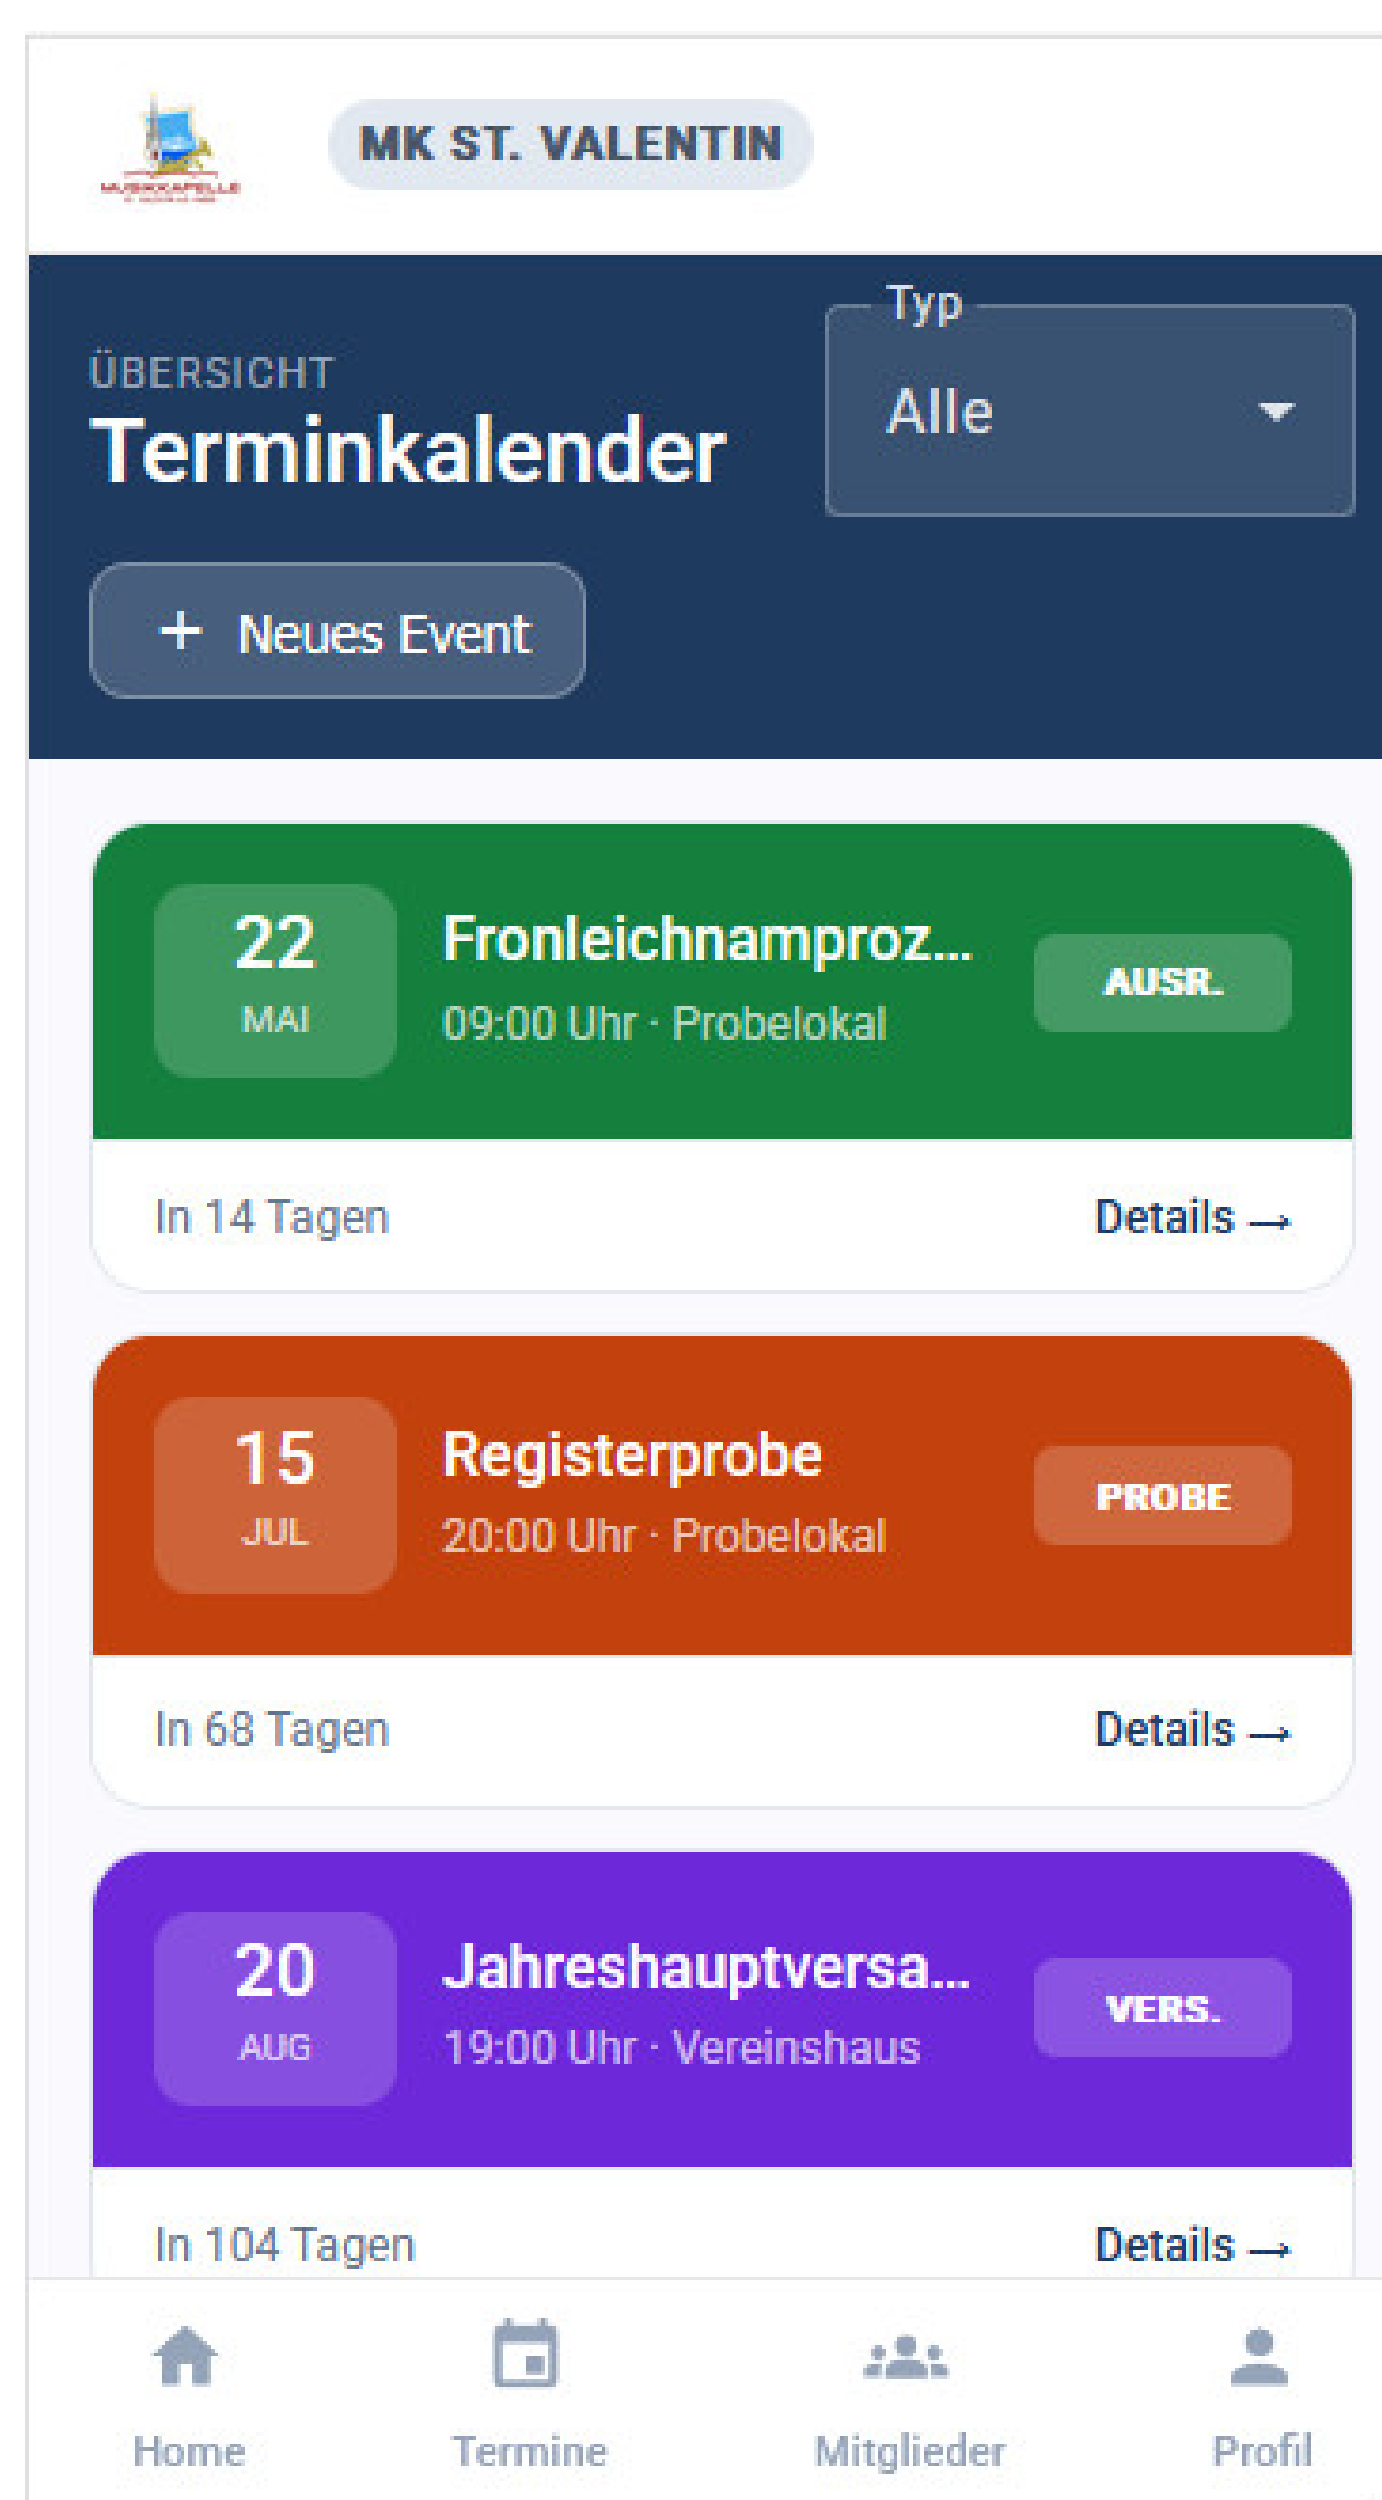 MUSIKKAPELLE
MK ST. VALENTIN
ÜBERSICHT
Terminkalender
Typ
Alle
+ Neues Event
22
MAI
Fronleichnamproz...
09:00 Uhr · Probelokal
AUSR.
In 14 Tagen
Details →
15
JUL
Registerprobe
20:00 Uhr · Probelokal
PROBE
In 68 Tagen
Details →
20
AUG
Jahreshauptversa...
19:00 Uhr · Vereinshaus
VERS.
In 104 Tagen
Details →
Home
Termine
Mitglieder
Profil